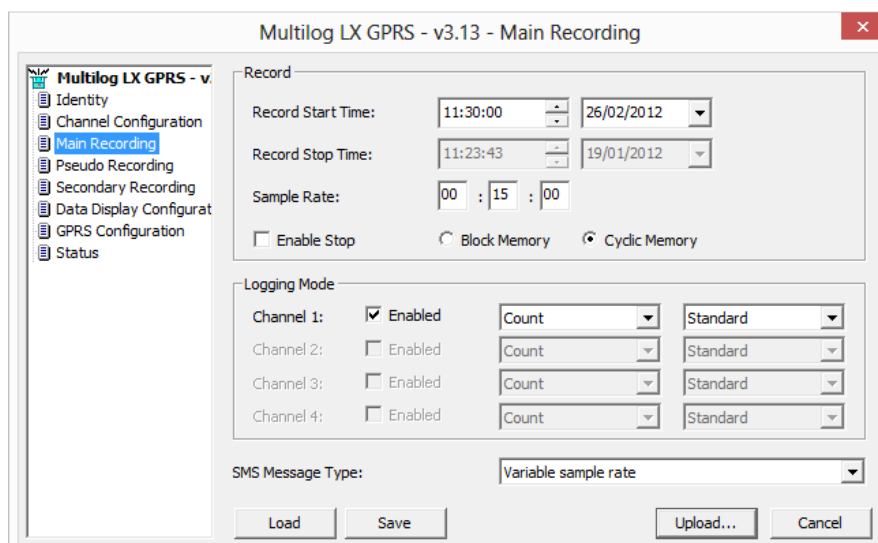 Multilog LX GPRS - v3.13 - Main Recording
Multilog LX GPRS - v.
Identity
Channel Configuration
Main Recording
Pseudo Recording
Secondary Recording
Data Display Configurat
GPRS Configuration
Status
Record
Record Start Time: 11:30:00 26/02/2012
Record Stop Time: 11:23:43 19/01/2012
Sample Rate: 00 : 15 : 00
Enable Stop Block Memory Cyclic Memory
Logging Mode
Channel 1: Enabled Count Standard
Channel 2: Enabled Count Standard
Channel 3: Enabled Count Standard
Channel 4: Enabled Count Standard
SMS Message Type: Variable sample rate
Load Save Upload... Cancel